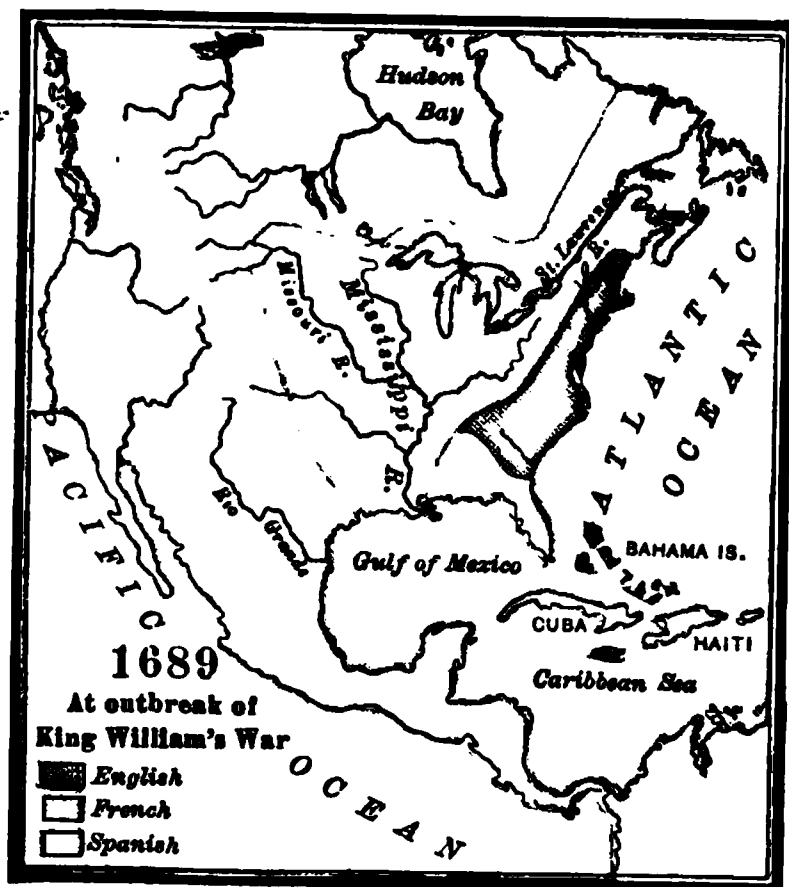 Hudson
Bay
St. Lawrence
R.
Missouri R.
Mississippi
R.
Rio Grande
ATLANTIC
OCEAN
PACIFIC
OCEAN
Gulf of Mexico
BAHAMA IS.
CUBA
HAITI
Caribbean Sea
1689
At outbreak of
King William's War
English
French
Spanish